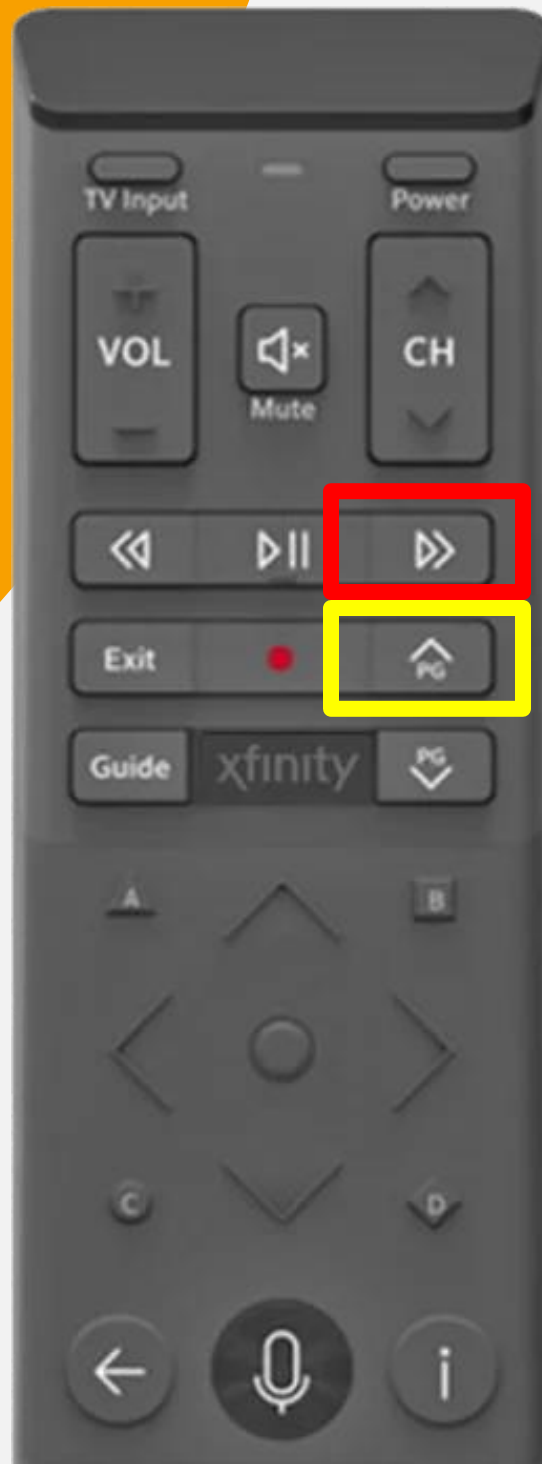 TV Input
Power
VOL
CH
Mute
Exit
PG
Guide
xfinity
PG
A
B
C
D
i